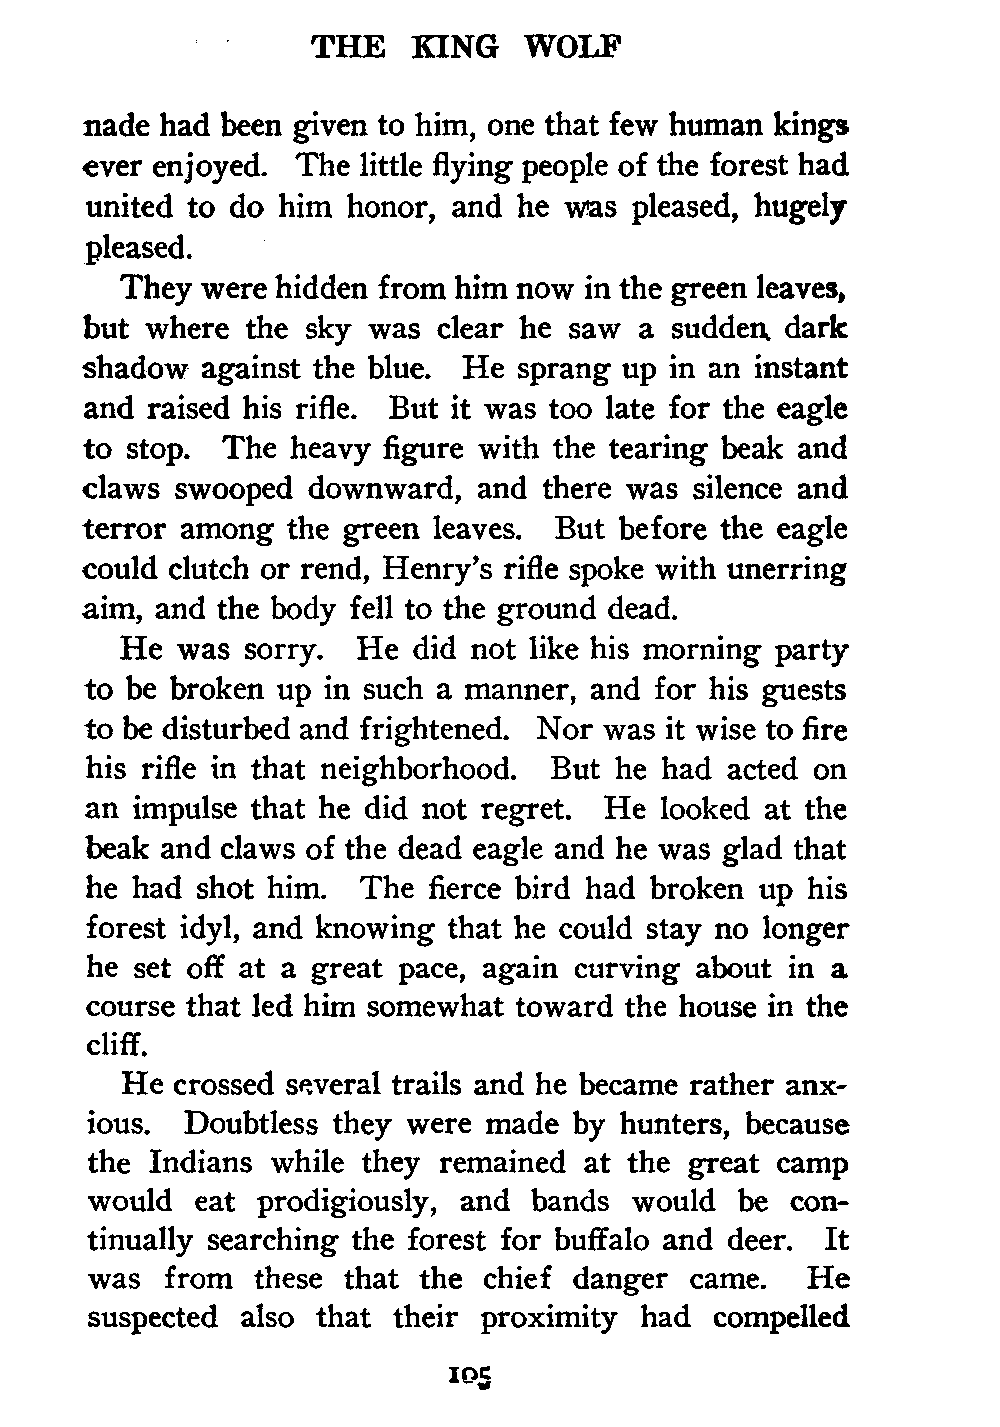 THE KING WOLF
nade had been given to him, one that few human kings
ever enjoyed. The little flying people of the forest had
united to do him honor, and he was pleased, hugely
pleased.
They were hidden from him now in the green leaves,
but where the sky was clear he saw a sudden dark
shadow against the blue. He sprang up in an instant
and raised his rifle. But it was too late for the eagle
to stop. The heavy figure with the tearing beak and
claws swooped downward, and there was silence and
terror among the green leaves. But before the eagle
could clutch or rend, Henry's rifle spoke with unerring
aim, and the body fell to the ground dead.
He was sorry. He did not like his morning party
to be broken up in such a manner, and for his guests
to be disturbed and frightened. Nor was it wise to fire
his rifle in that neighborhood. But he had acted on
an impulse that he did not regret. He looked at the
beak and claws of the dead eagle and he was glad that
he had shot him. The fierce bird had broken up his
forest idyl, and knowing that he could stay no longer
he set off at a great pace, again curving about in a
course that led him somewhat toward the house in the
cliff.
He crossed several trails and he became rather anx-
ious. Doubtless they were made by hunters, because
the Indians while they remained at the great camp
would eat prodigiously, and bands would be con-
tinually searching the forest for buffalo and deer. It
was from these that the chief danger came. He
suspected also that their proximity had compelled
105